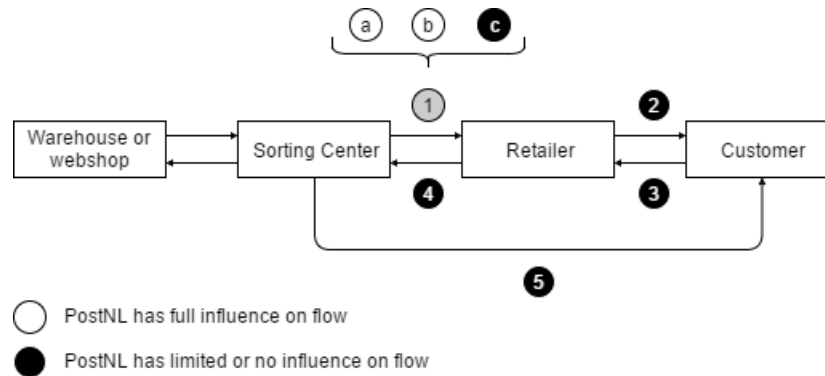 a b c
1 2
Warehouse or
webshop
Sorting Center Retailer Customer
4 3
5
PostNL has full influence on flow
PostNL has limited or no influence on flow